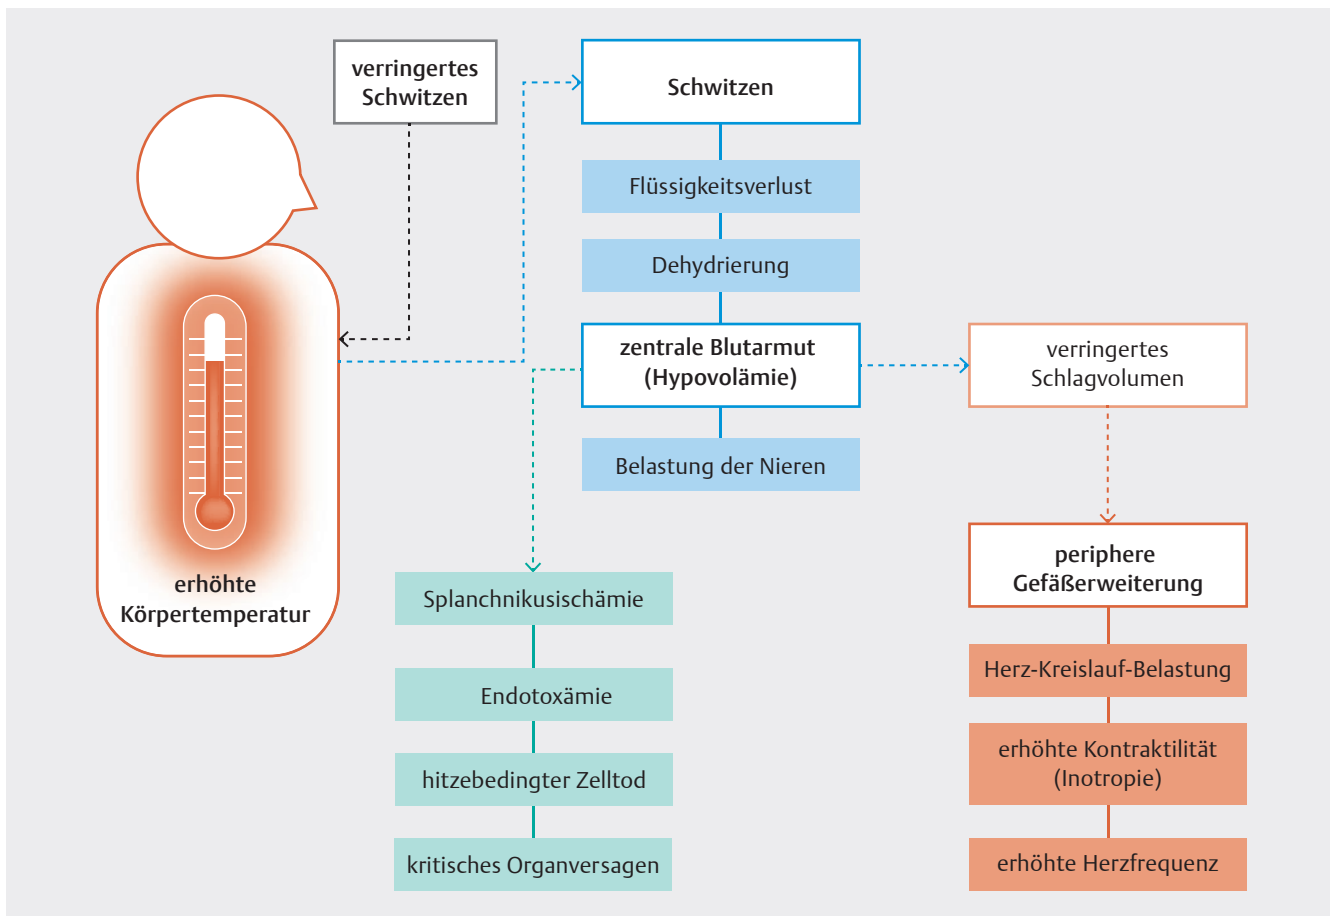 verringertes
Schwitzen
Schwitzen
Flüssigkeitsverlust
Dehydrierung
zentrale Blutarmut
(Hypovolämie)
verringertes
Schlagvolumen
Belastung der Nieren
erhöhte
Körpertemperatur
Splanchnikusischämie
Endotoxämie
hitzebedingter Zelltod
kritisches Organversagen
periphere
Gefäßerweiterung
Herz-Kreislauf-Belastung
erhöhte Kontraktilität
(Inotropie)
erhöhte Herzfrequenz